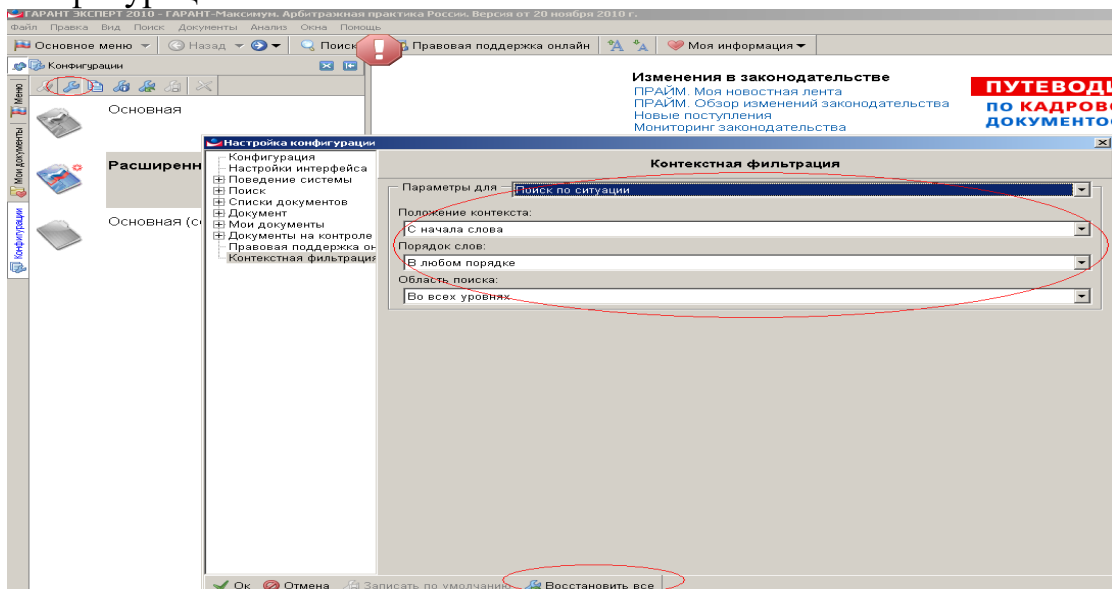 ГАРАНТ ЭКСПЕРТ 2010 - ГАРАНТ-Максимум. Арбитражная практика России. Версия от 20 ноября 2010 г.
Файл Правка Вид Поиск Документы Анализ Окна Помощь
Основное меню Назад Поиск Правовая поддержка онлайн Моя информация
Конфигурации
Меню
Мои документы
Конфигурации
Основная
Расширенн
Основная (с
Изменения в законодательстве
ПРАЙМ. Моя новостная лента
ПРАЙМ. Обзор изменений законодательства
Новые поступления
Мониторинг законодательства
ПУТЕВОДИ
ПО КАДРОВО
ДОКУМЕНТО
Настройка конфигурации
Конфигурация
Настройки интерфейса
Поведение системы
Поиск
Списки документов
Документ
Мои документы
Документы на контроле
Правовая поддержка он
Контекстная фильтрация
Контекстная фильтрация
Параметры для Поиск по ситуации
Положение контекста:
С начала слова
Порядок слов:
В любом порядке
Область поиска:
Во всех уровнях
Ок Отмена Записать по умолчанию Восстановить все